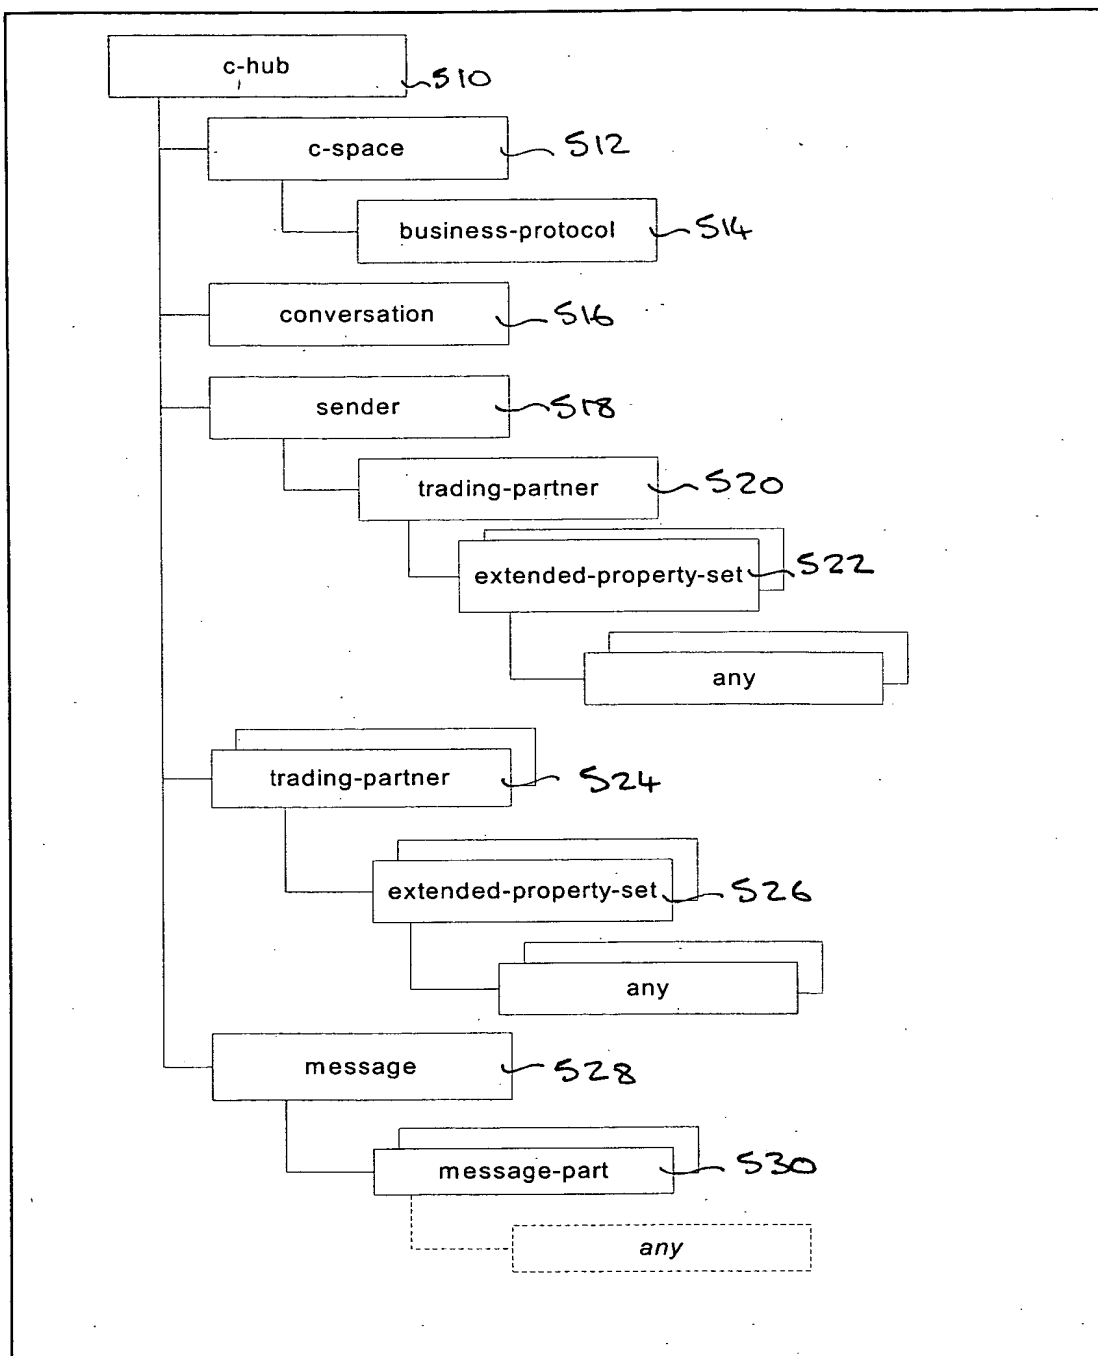 c-hub 510
c-space 512
business-protocol 514
conversation 516
sender 518
trading-partner 520
extended-property-set 522
any
trading-partner 524
extended-property-set 526
any
message 528
message-part 530
any